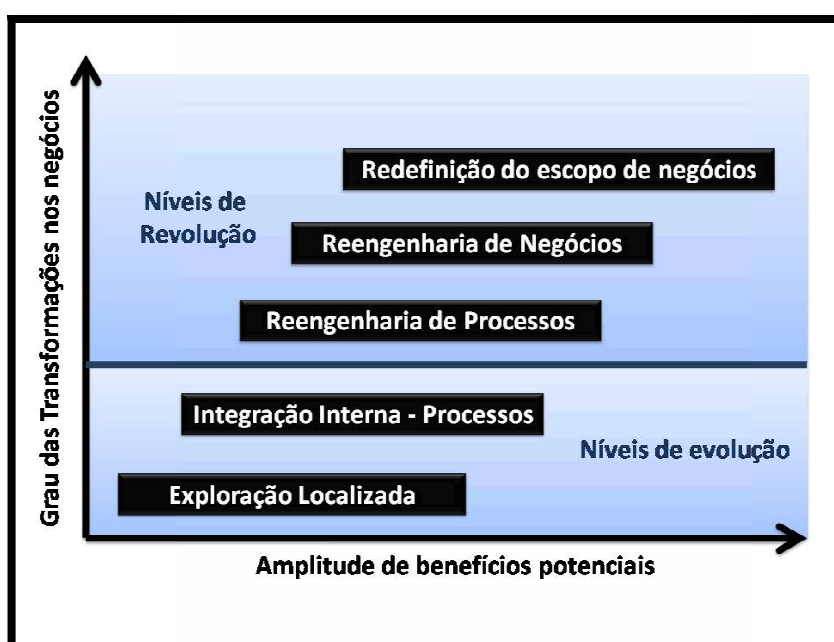 Grau das Transformações nos negócios
Redefinição do escopo de negócios
Níveis de
Revolução
Reengenharia de Negócios
Reengenharia de Processos
Integração Interna - Processos
Níveis de evolução
Exploração Localizada
Amplitude de benefícios potenciais